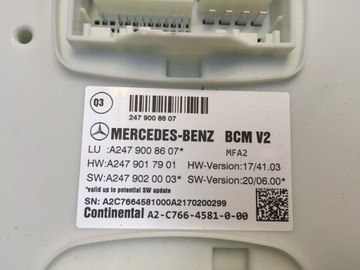 03
247 900 86 07
MERCEDES-BENZ BCM V2
LU :A247 900 86 07* MFA2
HW:A247 901 79 01 HW-Version:17/41.03
SW:A247 902 00 03* SW-Version:20/06.00*
*valid up to potential SW update
SN: A2C7664581000A2170200299
Continental A2-C766-4581-0-00